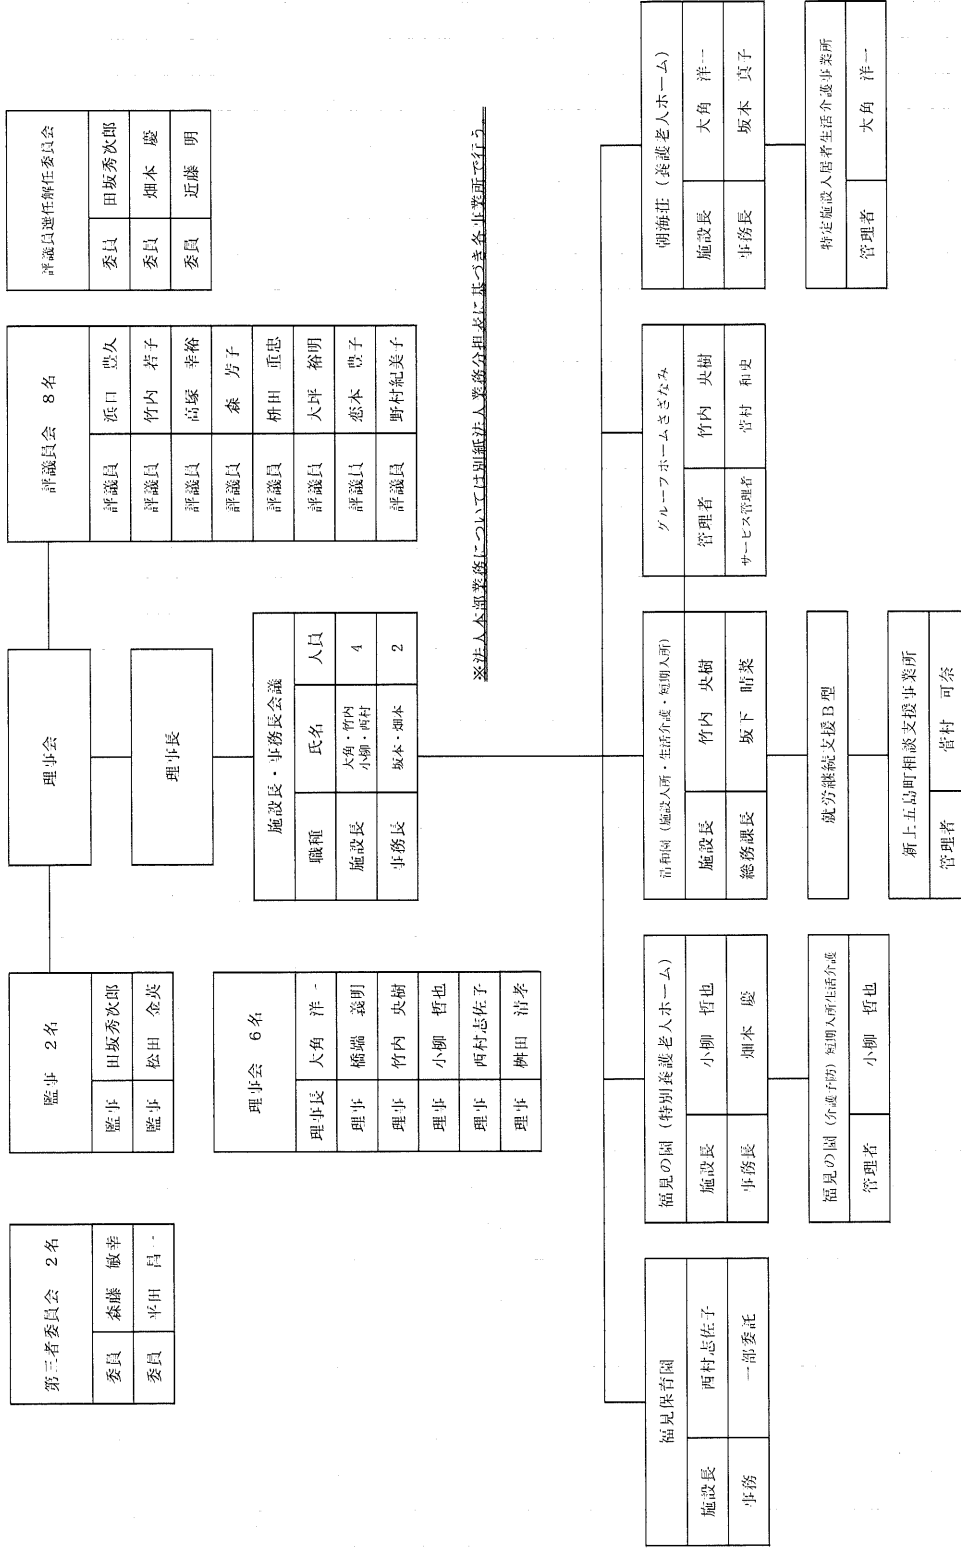 第三者委員会　2名
委員　森藤　敏幸
委員　平田　昌一
監事　2名
監事　田坂秀次郎
監事　松田　金英
理事会
理事長
評議員会　8名
評議員　浜口　豊久
評議員　竹内　若子
評議員　高塚　幸裕
評議員　森　芳子
評議員　枡田　重忠
評議員　大坪　裕明
評議員　恋本　豊子
評議員　野村紀美子
評議員選任解任委員会
委員　田坂秀次郎
委員　畑本　慶
委員　近藤　明
理事会　6名
理事長　大角　洋一
理事　橋端　義明
理事　竹内　央樹
理事　小柳　哲也
理事　西村志佐子
理事　桝田　清孝
施設長・事務長会議
職種　氏名　人員
施設長　大角・竹内　小柳・西村　4
事務長　坂本・畑本　2
※法人本部業務については別紙法人業務分担表に基づき各事業所で行う。
福見保育園
施設長　西村志佐子
事務　一部委託
福見の園（特別養護老人ホーム）
施設長　小柳　哲也
事務長　畑本　慶
福見の園（介護予防）短期入所生活介護
管理者　小柳　哲也
浩和園（施設入所・生活介護・短期入所）
施設長　竹内　央樹
総務課長　坂下　晴菜
就労継続支援B型
新上五島町相談支援事業所
管理者　菅村　可奈
グループホームさざなみ
管理者　竹内　央樹
サービス管理者　菅村　和史
朝海荘（養護老人ホーム）
施設長　大角　洋一
事務長　坂本　真子
特定施設入居者生活介護事業所
管理者　大角　洋一